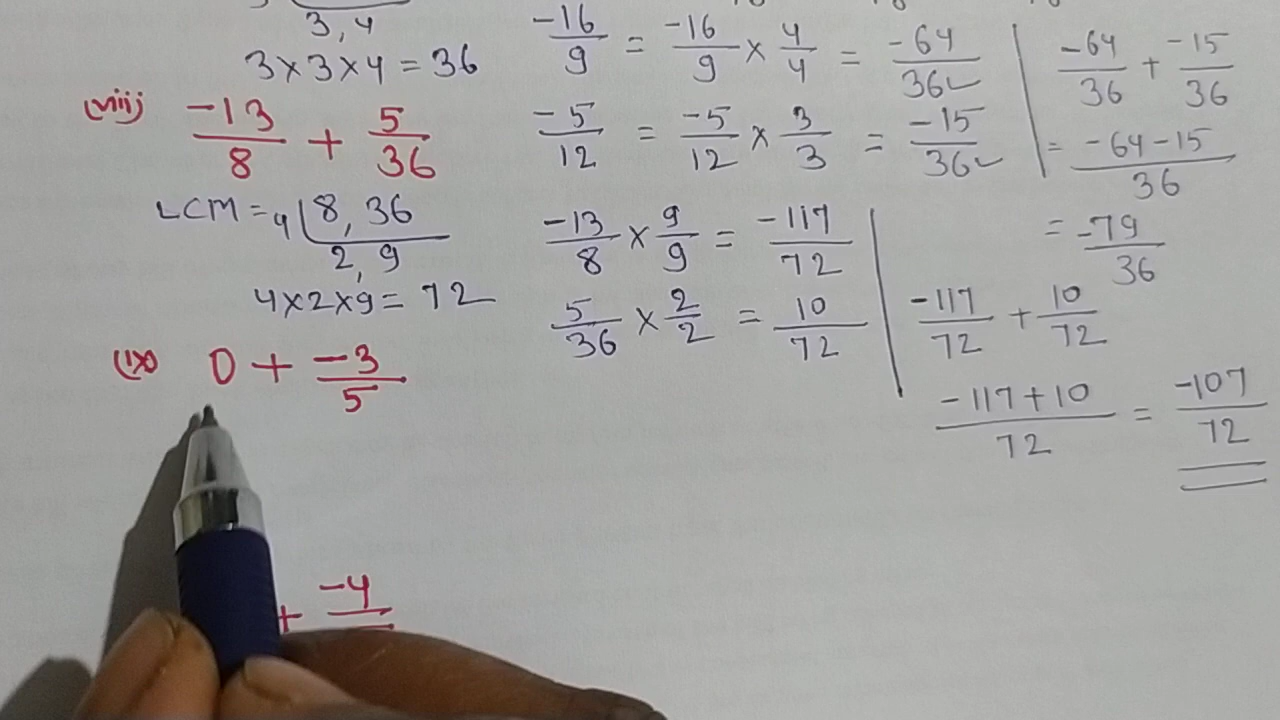 3, 4
3 × 3 × 4 = 36
-16/9 = -16/9 × 4/4 = -64/36
-5/12 = -5/12 × 3/3 = -15/36
-64/36 + -15/36
= -64-15/36
= -79/36
(viii) -13/8 + 5/36
LCM = 4 | 8, 36
2, 9
4×2×9 = 72
-13/8 × 9/9 = -117/72
5/36 × 2/2 = 10/72
-117/72 + 10/72
-117+10/72 = -107/72
(ix) 0 + -3/5
+ -4